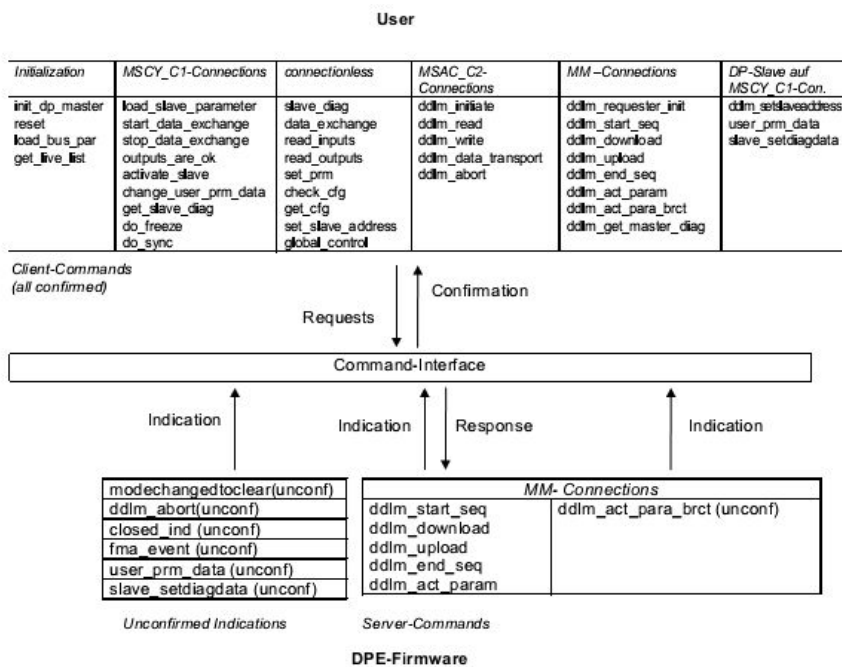 User
Initialization
init_dp_master
reset
load_bus_par
get_live_list
MSCY_C1-Connections
load_slave_parameter
start_data_exchange
stop_data_exchange
outputs_are_ok
activate_slave
change_user_prm_data
get_slave_diag
do_freeze
do_sync
connectionless
slave_diag
data_exchange
read_inputs
read_outputs
set_prm
check_cfg
get_cfg
set_slave_address
global_control
MSAC_C2-
Connections
ddlm_initiate
ddlm_read
ddlm_write
ddlm_data_transport
ddlm_abort
MM –Connections
ddlm_requester_init
ddlm_start_seq
ddlm_download
ddlm_upload
ddlm_end_seq
ddlm_act_param
ddlm_act_para_brct
ddlm_get_master_diag
DP-Slave auf
MSCY_C1-Con.
ddlm_setslaveaddress
user_prm_data
slave_setdiagdata
Client-Commands
(all confirmed)
Requests
Confirmation
Command-Interface
Indication
Indication
Response
Indication
modechangedtoclear(unconf)
ddlm_abort(unconf)
closed_ind (unconf)
fma_event (unconf)
user_prm_data (unconf)
slave_setdiagdata (unconf)
MM- Connections
ddlm_start_seq
ddlm_download
ddlm_upload
ddlm_end_seq
ddlm_act_param
ddlm_act_para_brct (unconf)
Unconfirmed Indications
Server-Commands
DPE-Firmware